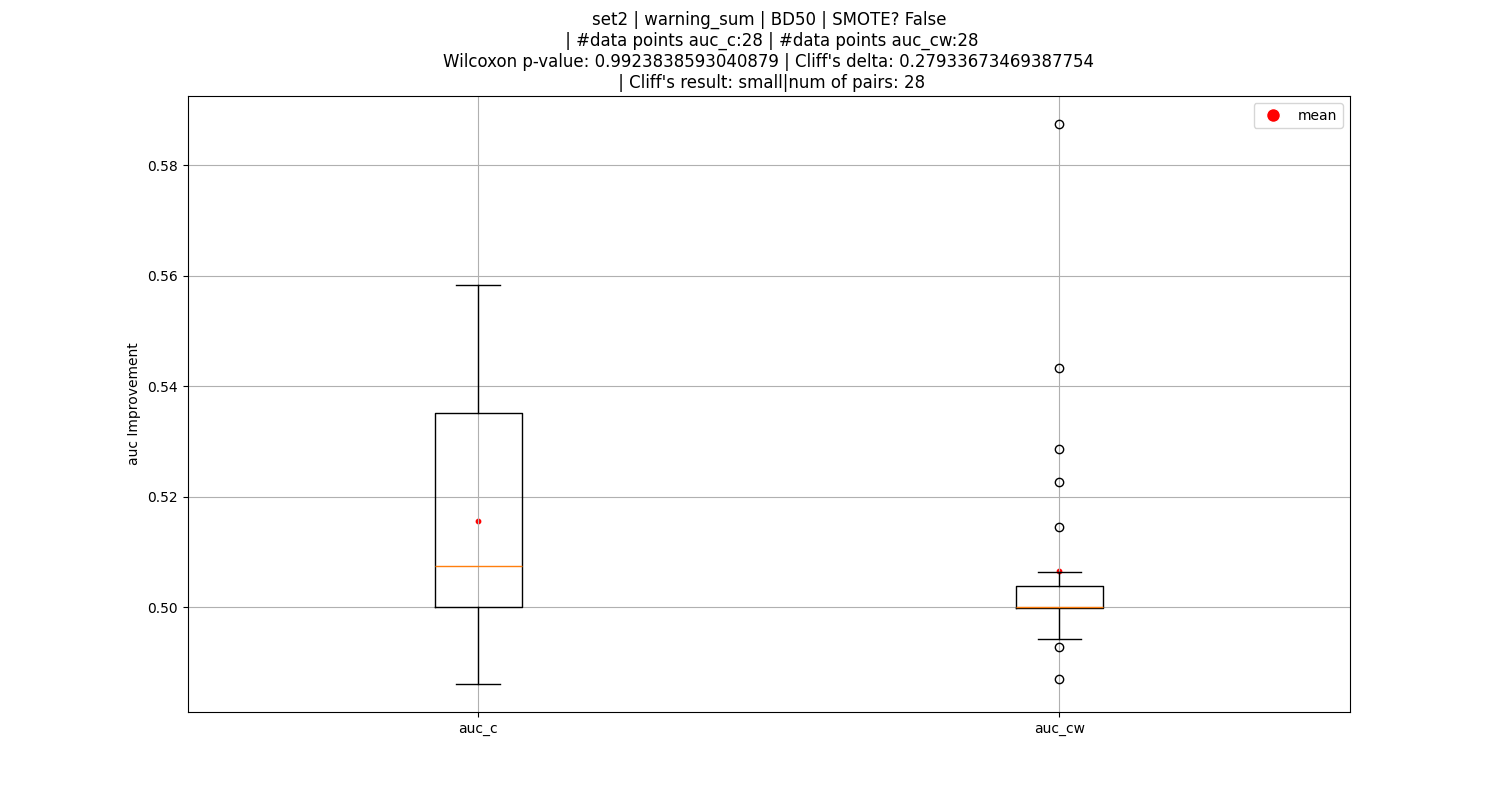 set2 | warning_sum | BD50 | SMOTE? False
| #data points auc_c:28 | #data points auc_cw:28
Wilcoxon p-value: 0.9923838593040879 | Cliff's delta: 0.27933673469387754
| Cliff's result: small|num of pairs: 28
mean
0.58
0.56
0.54
0.52
0.50
auc Improvement
auc_c
auc_cw